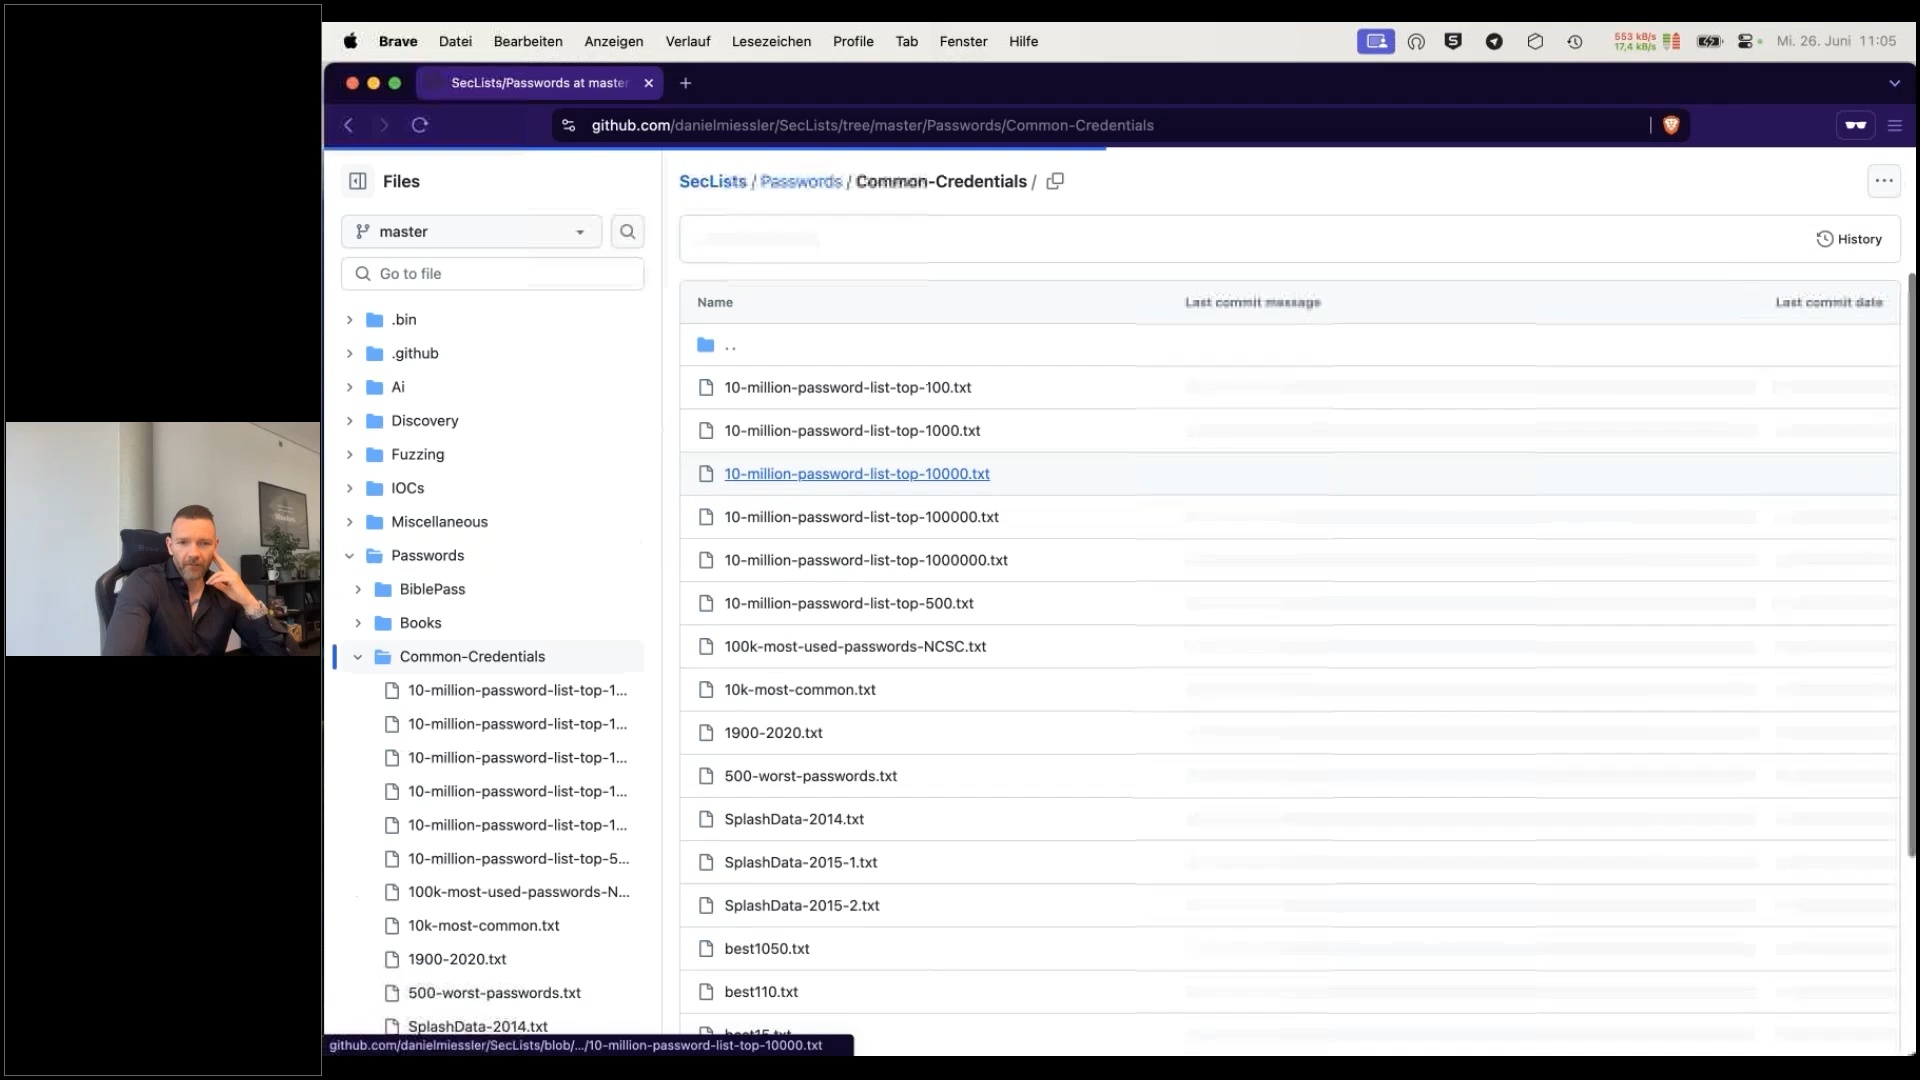 Brave Datei Bearbeiten Anzeigen Verlauf Lesezeichen Profile Tab Fenster Hilfe
553 kB/s
17,4 kB/s
Mi. 26. Juni 11:05
SecLists/Passwords at master
github.com/danielmiessler/SecLists/tree/master/Passwords/Common-Credentials
Files
master
Go to file
.bin
.github
Ai
Discovery
Fuzzing
IOCs
Miscellaneous
Passwords
BiblePass
Books
Common-Credentials
10-million-password-list-top-1...
10-million-password-list-top-1...
10-million-password-list-top-1...
10-million-password-list-top-1...
10-million-password-list-top-1...
10-million-password-list-top-5...
100k-most-used-passwords-N...
10k-most-common.txt
1900-2020.txt
500-worst-passwords.txt
SplashData-2014.txt
SecLists / Passwords / Common-Credentials /
History
Name Last commit message Last commit date
..
10-million-password-list-top-100.txt
10-million-password-list-top-1000.txt
10-million-password-list-top-10000.txt
10-million-password-list-top-100000.txt
10-million-password-list-top-1000000.txt
10-million-password-list-top-500.txt
100k-most-used-passwords-NCSC.txt
10k-most-common.txt
1900-2020.txt
500-worst-passwords.txt
SplashData-2014.txt
SplashData-2015-1.txt
SplashData-2015-2.txt
best1050.txt
best110.txt
best15.txt
github.com/danielmiessler/SecLists/blob/.../10-million-password-list-top-10000.txt